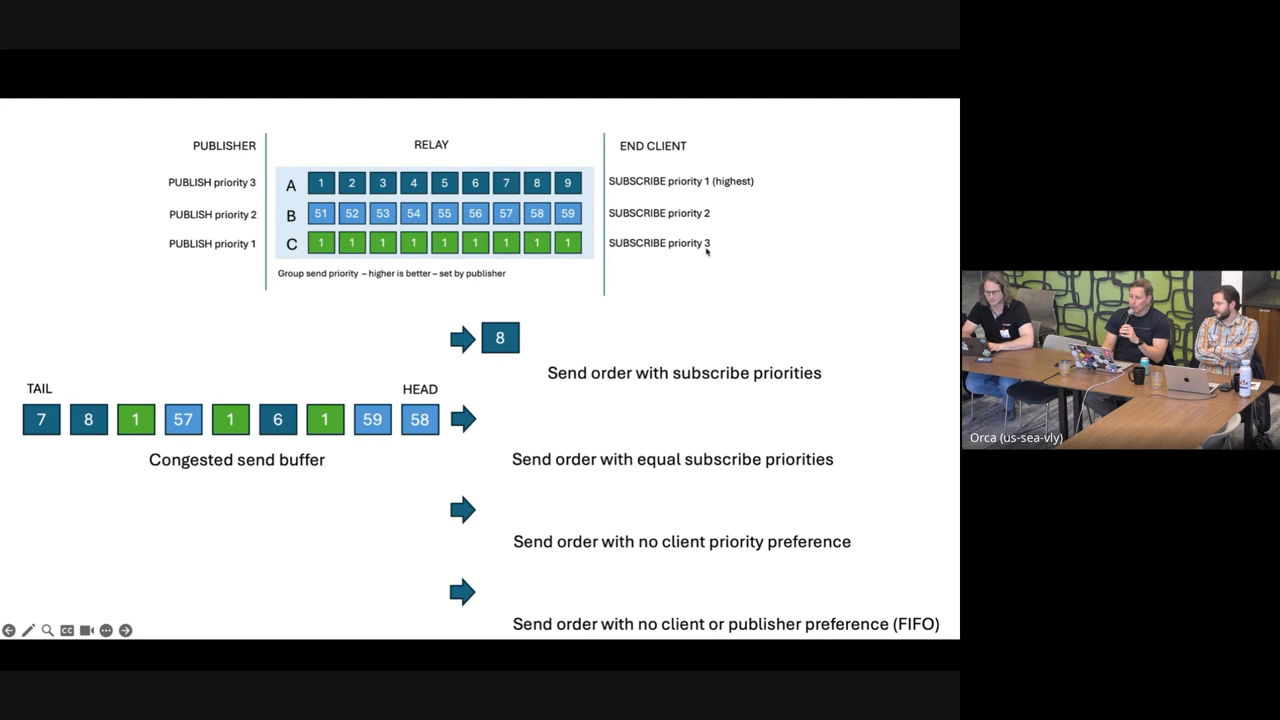 PUBLISHER
RELAY
END CLIENT
PUBLISH priority 3
A 1 2 3 4 5 6 7 8 9
SUBSCRIBE priority 1 (highest)
PUBLISH priority 2
B 51 52 53 54 55 56 57 58 59
SUBSCRIBE priority 2
PUBLISH priority 1
C 1 1 1 1 1 1 1 1 1
SUBSCRIBE priority 3
Group send priority – higher is better – set by publisher
8
Send order with subscribe priorities
TAIL
HEAD
7 8 1 57 1 6 1 59 58
Congested send buffer
Send order with equal subscribe priorities
Send order with no client priority preference
Send order with no client or publisher preference (FIFO)
CC
Orca (us-sea-vly)